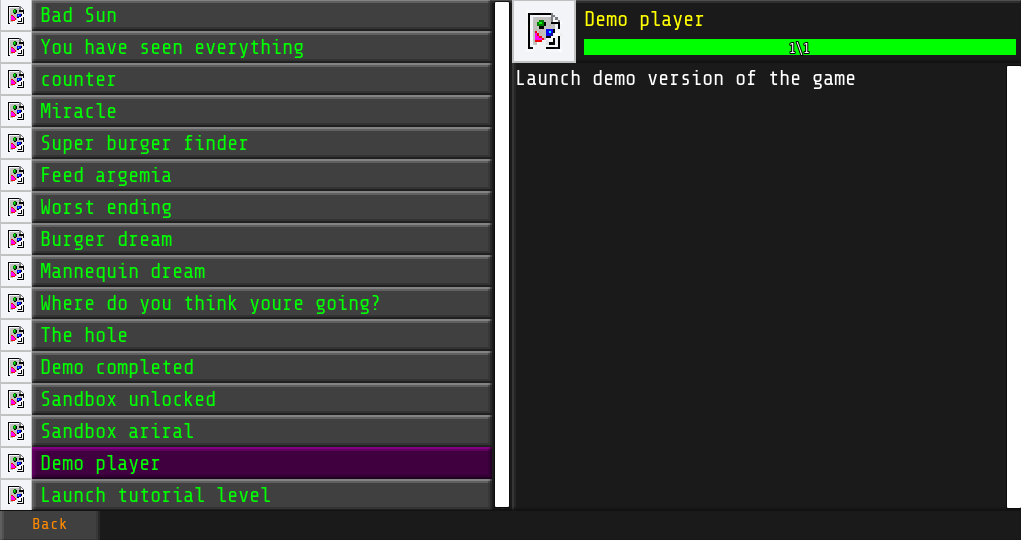 Bad Sun
You have seen everything
counter
Miracle
Super burger finder
Feed argemia
Worst ending
Burger dream
Mannequin dream
Where do you think youre going?
The hole
Demo completed
Sandbox unlocked
Sandbox ariral
Demo player
Launch tutorial level
Back
Demo player
1\1
Launch demo version of the game